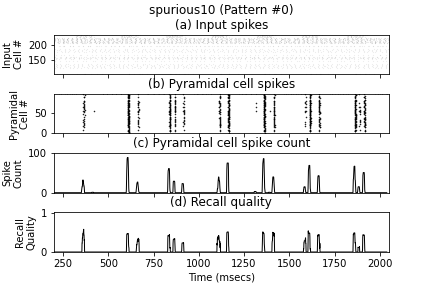 spurious10 (Pattern #0)
(a) Input spikes
Input
Cell #
200
150
(b) Pyramidal cell spikes
Pyramidal
Cell #
50
0
(c) Pyramidal cell spike count
Spike
Count
100
0
(d) Recall quality
Recall
Quality
1
0
250 500 750 1000 1250 1500 1750 2000
Time (msecs)